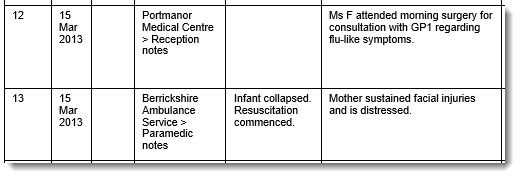 12
15
Mar
2013
Portmanor
Medical Centre
> Reception
notes
Ms F attended morning surgery for
consultation with GP1 regarding
flu-like symptoms.
13
15
Mar
2013
Berrickshire
Ambulance
Service >
Paramedic
notes
Infant collapsed.
Resuscitation
commenced.
Mother sustained facial injuries
and is distressed.